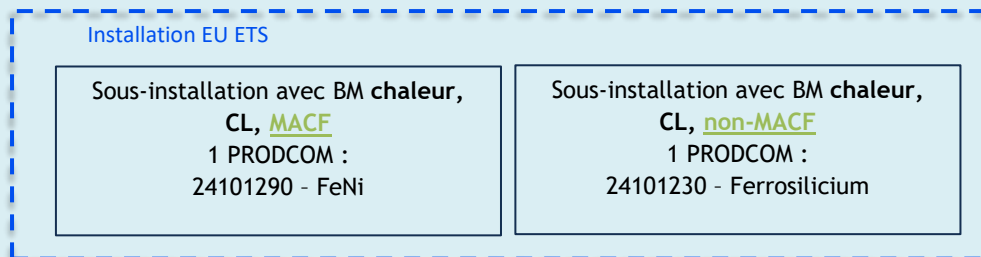 Installation EU ETS
Sous-installation avec BM chaleur,
CL, MACF
1 PRODCOM :
24101290 – FeNi
Sous-installation avec BM chaleur,
CL, non-MACF
1 PRODCOM :
24101230 – Ferrosilicium